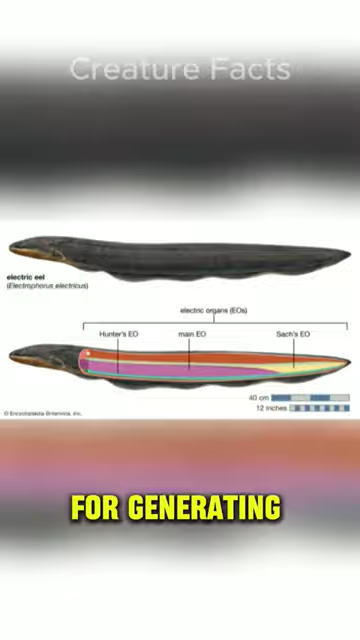 Creature Facts
electric eel
(Electrophorus electricus)
electric organs (EOs)
Hunter's EO main EO Sach's EO
40 cm
12 inches
© Encyclopædia Britannica, Inc.
FOR GENERATING